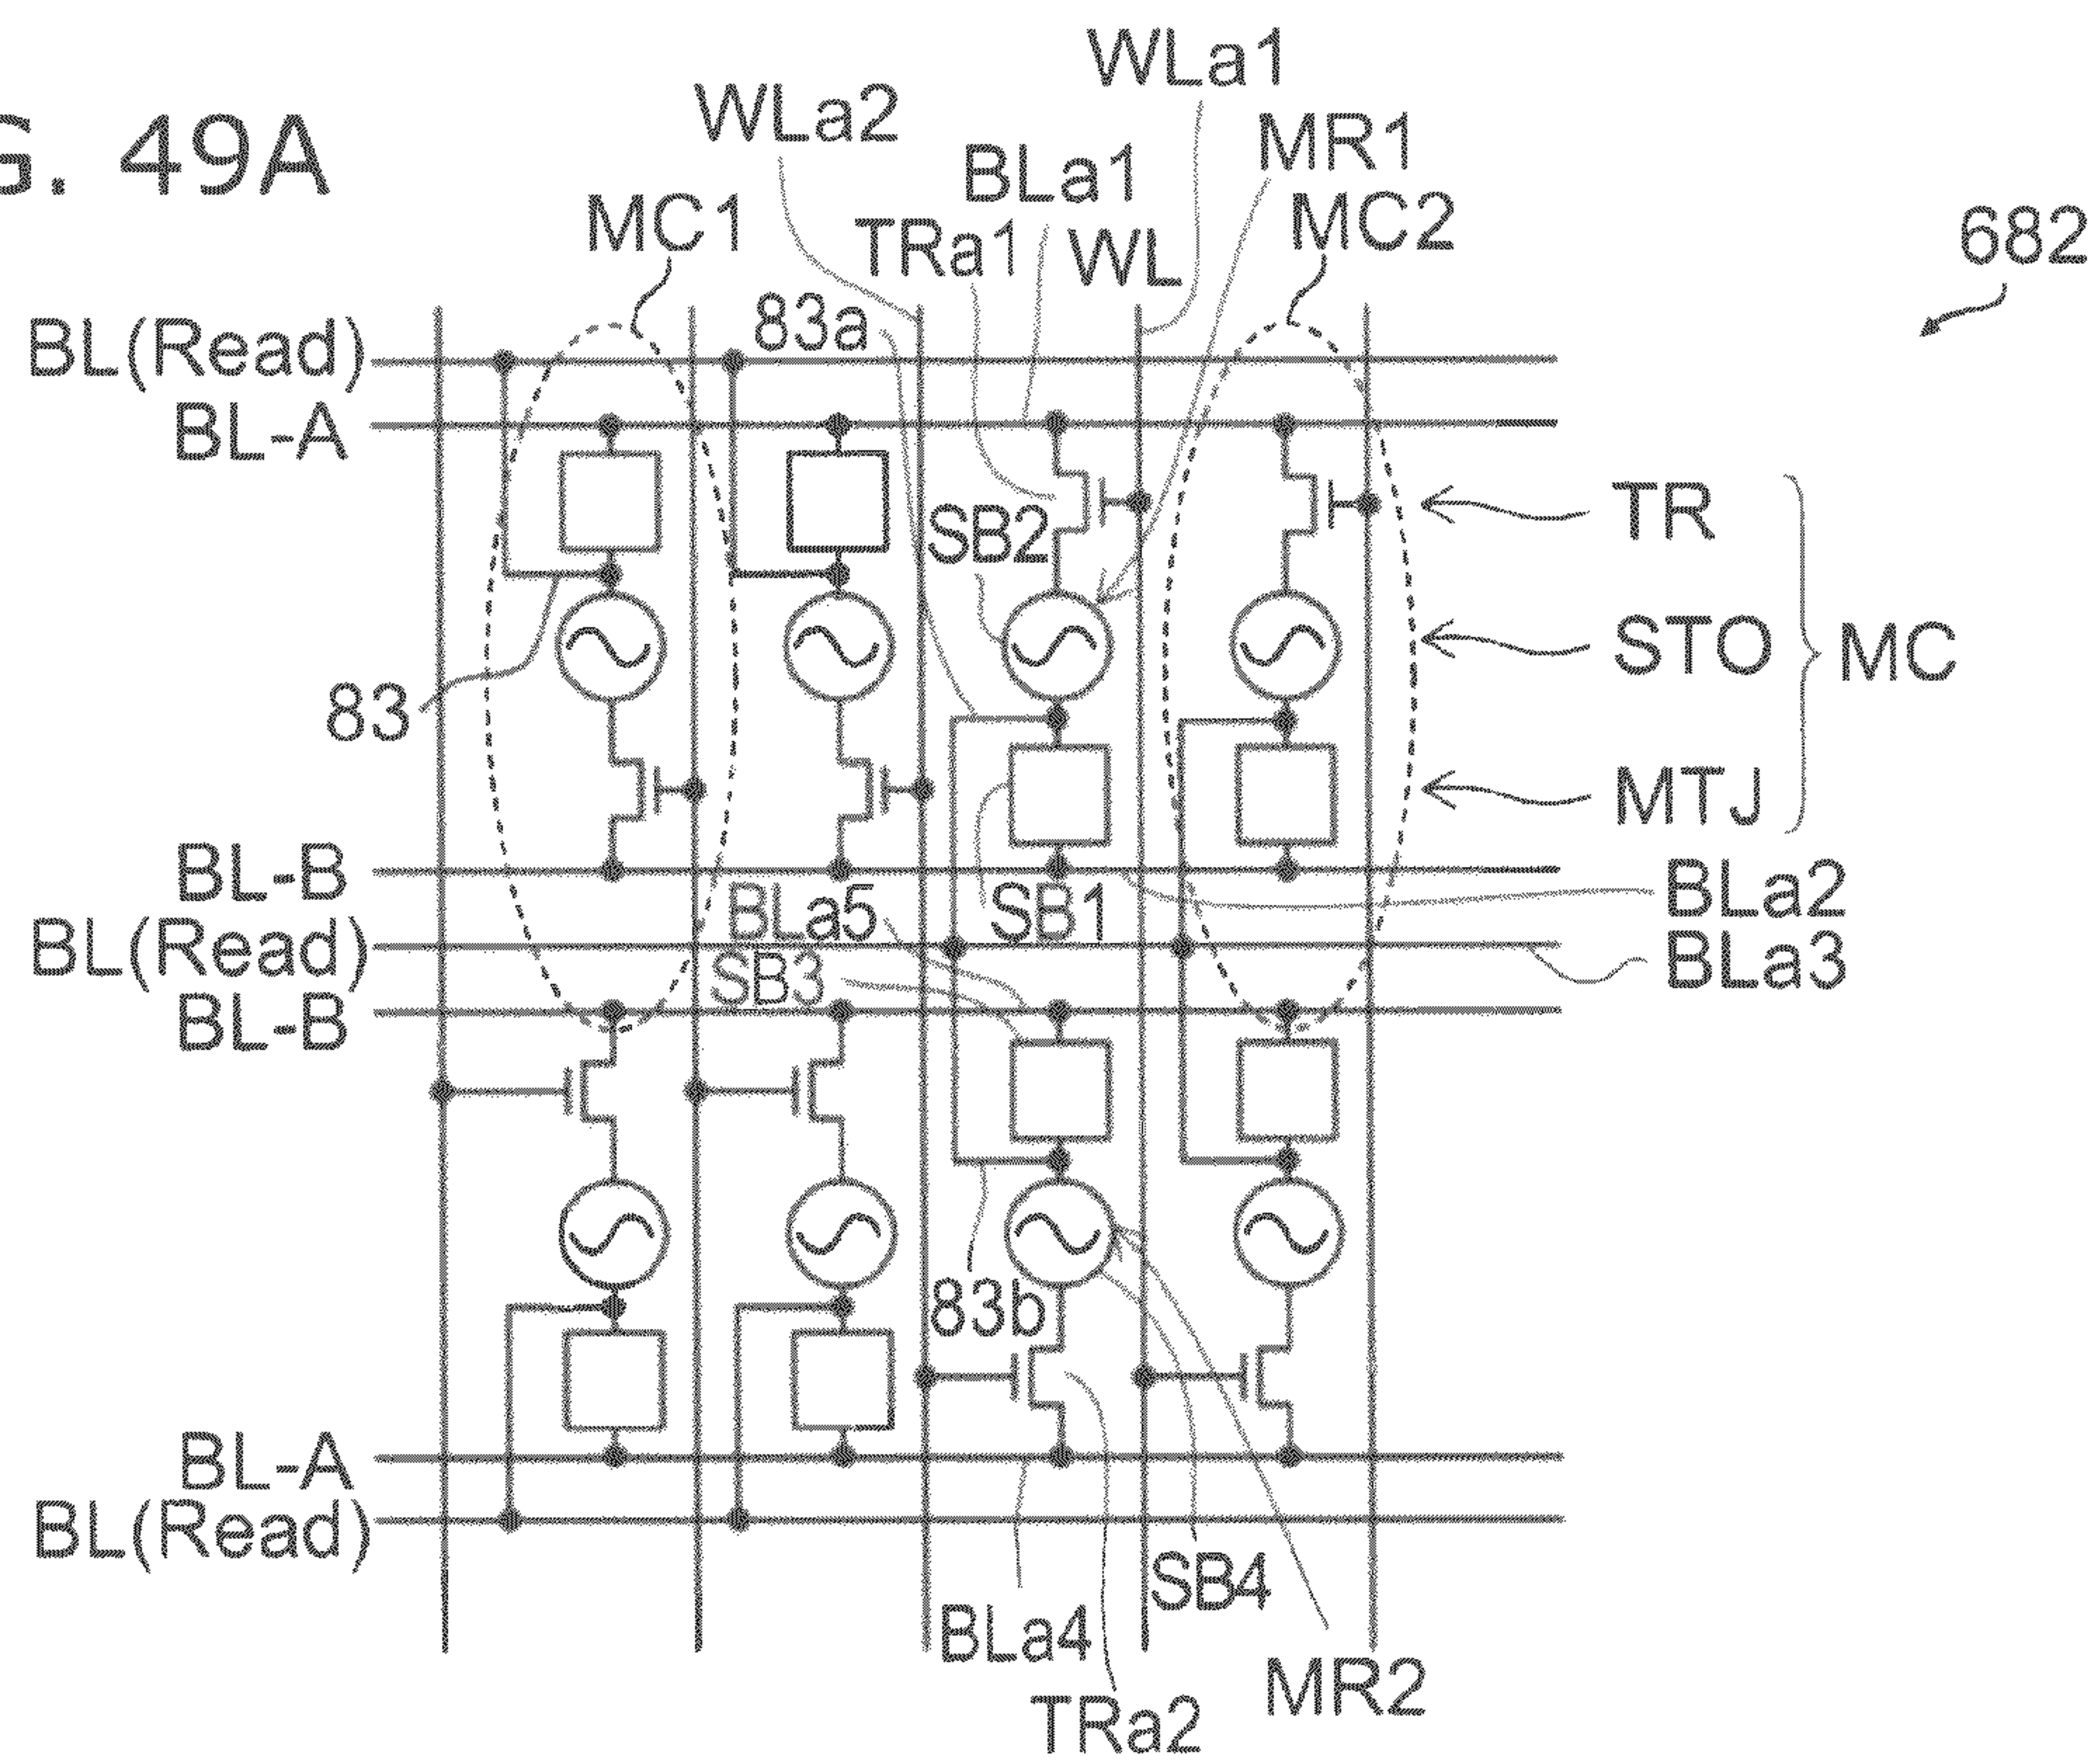 G. 49A
WLa1
WLa2
MR1
BLa1
MC1
MC2
TRa1
WL
682
83a
BL(Read)
BL-A
TR
SB2
STO
MC
83
MTJ
BL-B
BLa5
SB1
BLa2
BL(Read)
BLa3
SB3
BL-B
83b
BL-A
BL(Read)
SB4
BLa4
MR2
TRa2